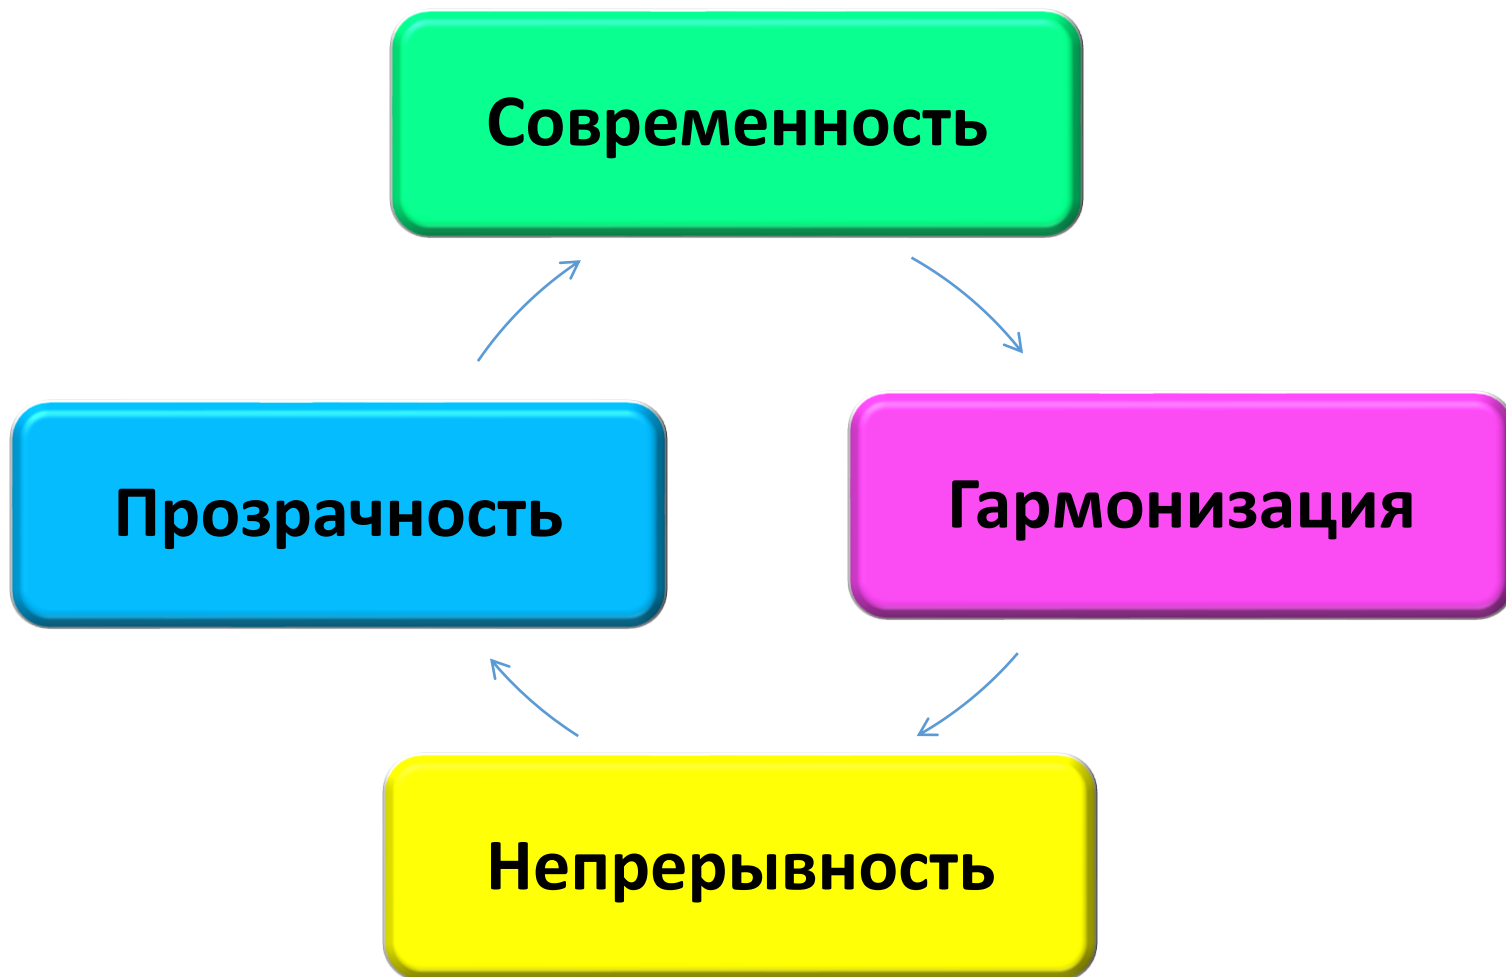 Современность
Прозрачность
Гармонизация
Непрерывность